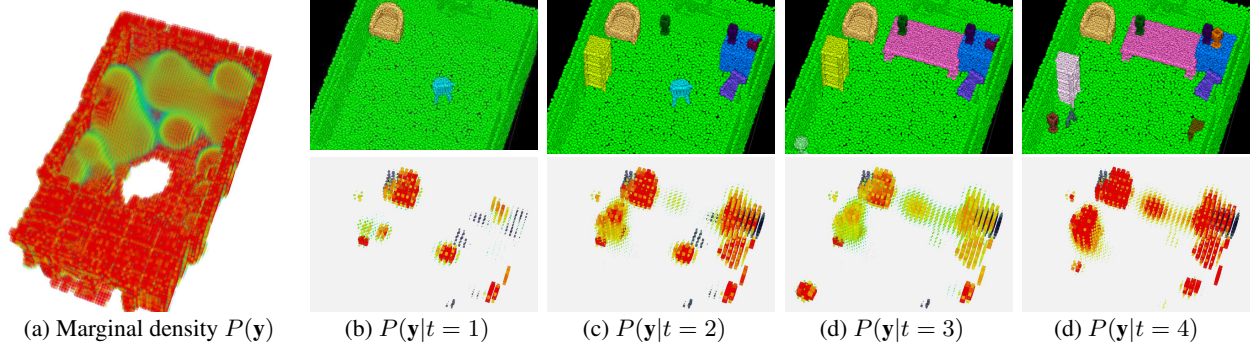 (a) Marginal density P(y)
(b) P(y|t = 1)
(c) P(y|t = 2)
(d) P(y|t = 3)
(d) P(y|t = 4)